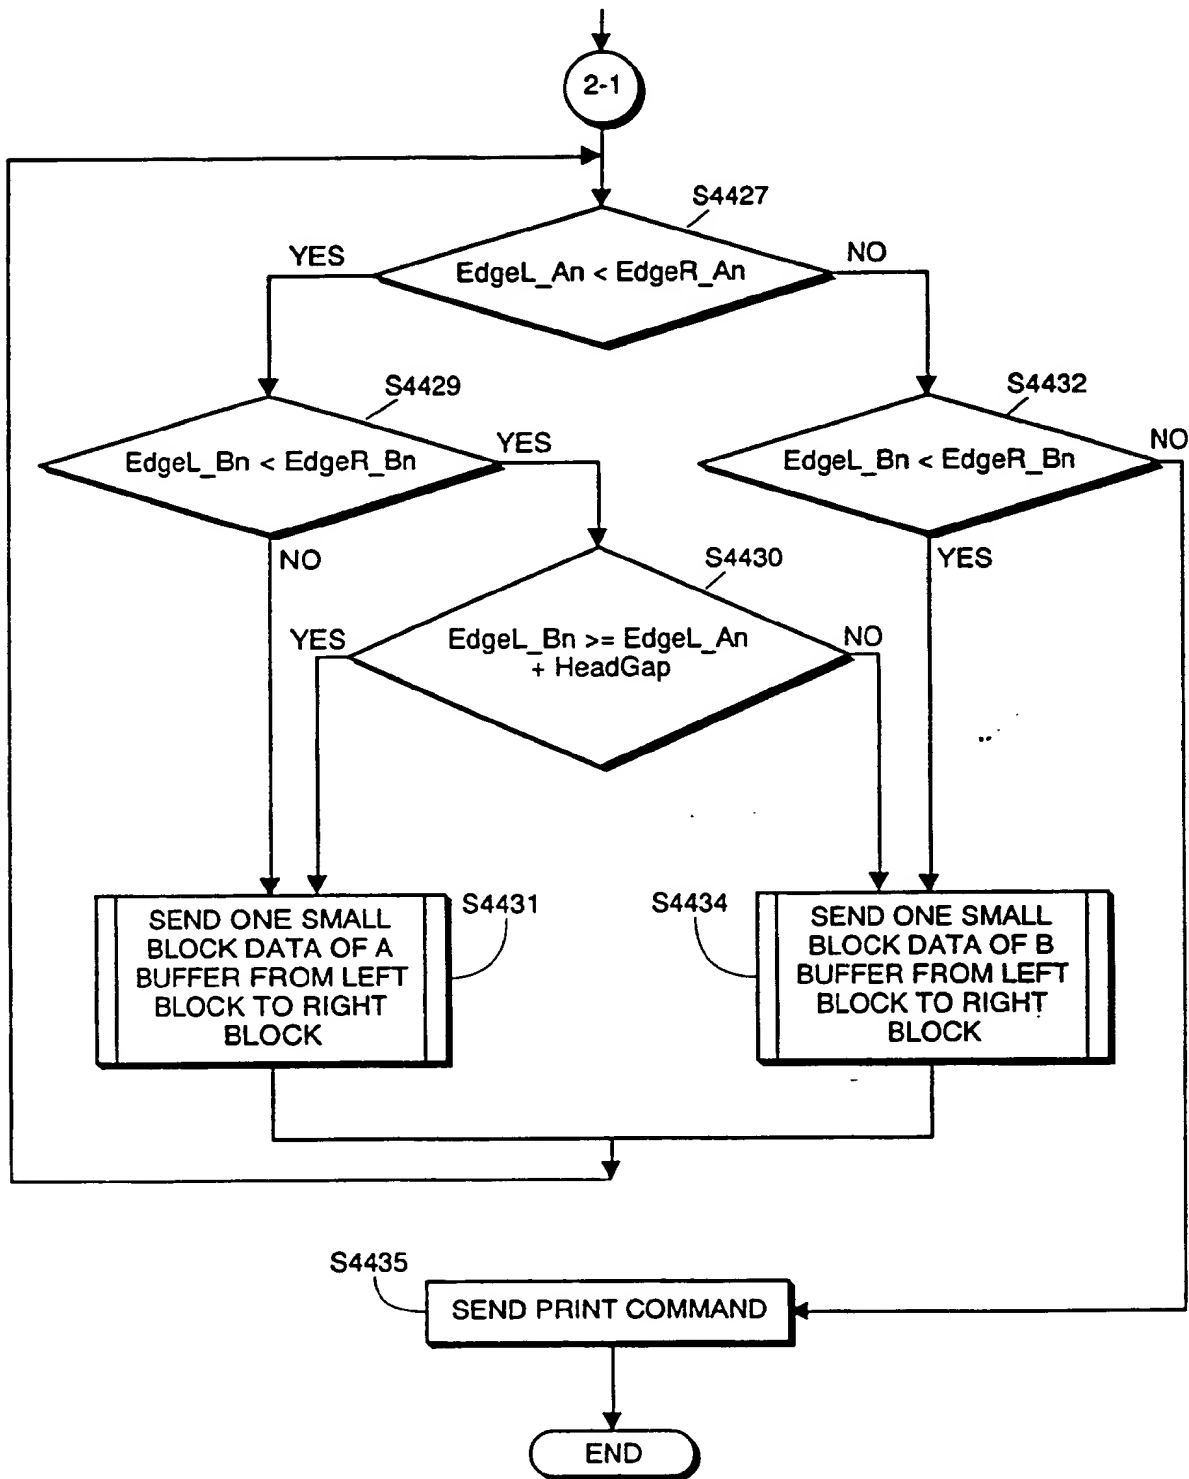 2-1
S4427
YES
NO
EdgeL_An < EdgeR_An
S4429
S4432
YES
NO
EdgeL_Bn < EdgeR_Bn
EdgeL_Bn < EdgeR_Bn
NO
S4430
YES
YES
NO
EdgeL_Bn >= EdgeL_An
+ HeadGap
SEND ONE SMALL
BLOCK DATA OF A
BUFFER FROM LEFT
BLOCK TO RIGHT
BLOCK
S4431
S4434
SEND ONE SMALL
BLOCK DATA OF B
BUFFER FROM LEFT
BLOCK TO RIGHT
BLOCK
S4435
SEND PRINT COMMAND
END